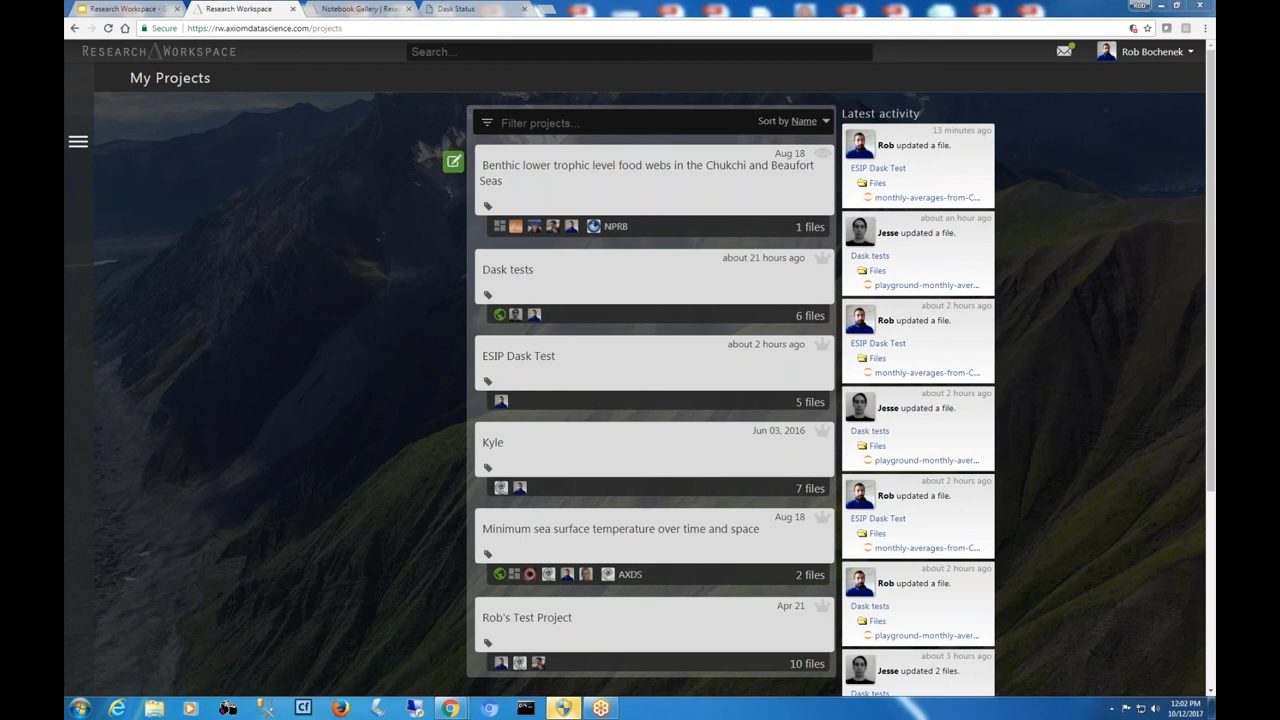 Research Workspace - G
Research Workspace
Notebook Gallery | Rese
Dask Status
Rob
Secure
https://rw.axiomdatascience.com/projects
RESEARCH WORKSPACE
Search...
Rob Bochenek
My Projects
Filter projects...
Sort by Name
Aug 18
Benthic lower trophic level food webs in the Chukchi and Beaufort
Seas
NPRB
1 files
about 21 hours ago
Dask tests
6 files
about 2 hours ago
ESIP Dask Test
5 files
Jun 03, 2016
Kyle
7 files
Aug 18
Minimum sea surface temperature over time and space
AXDS
2 files
Apr 21
Rob's Test Project
10 files
Latest activity
13 minutes ago
Rob updated a file.
ESIP Dask Test
Files
monthly-averages-from-C...
about an hour ago
Jesse updated a file.
Dask tests
Files
playground-monthly-aver...
about 2 hours ago
Rob updated a file.
ESIP Dask Test
Files
monthly-averages-from-C...
about 2 hours ago
Jesse updated a file.
Dask tests
Files
playground-monthly-aver...
about 2 hours ago
Rob updated a file.
ESIP Dask Test
Files
monthly-averages-from-C...
about 2 hours ago
Rob updated a file.
Dask tests
Files
playground-monthly-aver...
about 3 hours ago
Jesse updated 2 files.
Dask tests
Cf
12:02 PM
10/12/2017